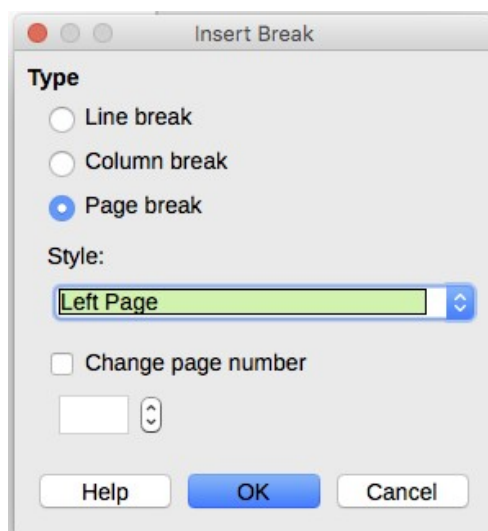 Insert Break
Type
Line break
Column break
Page break
Style:
Left Page
Change page number
Help OK Cancel